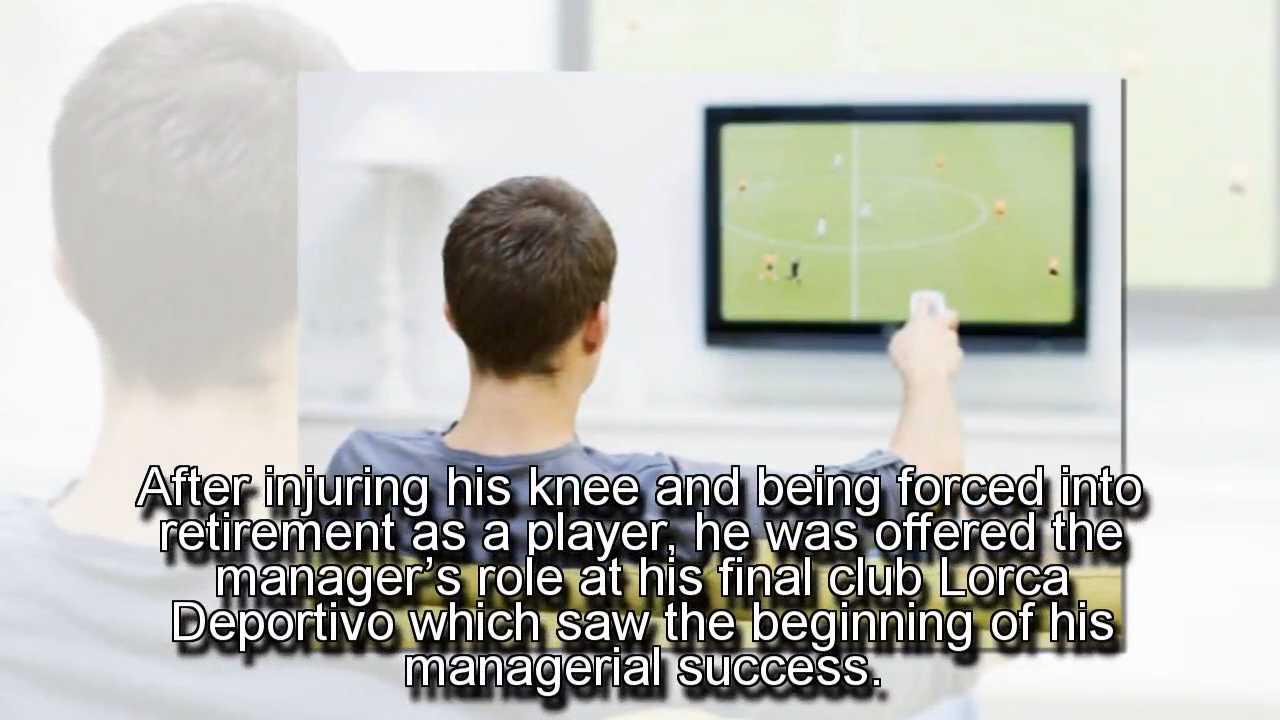 After injuring his knee and being forced into
retirement as a player, he was offered the
manager’s role at his final club Lorca
Deportivo which saw the beginning of his
managerial success.